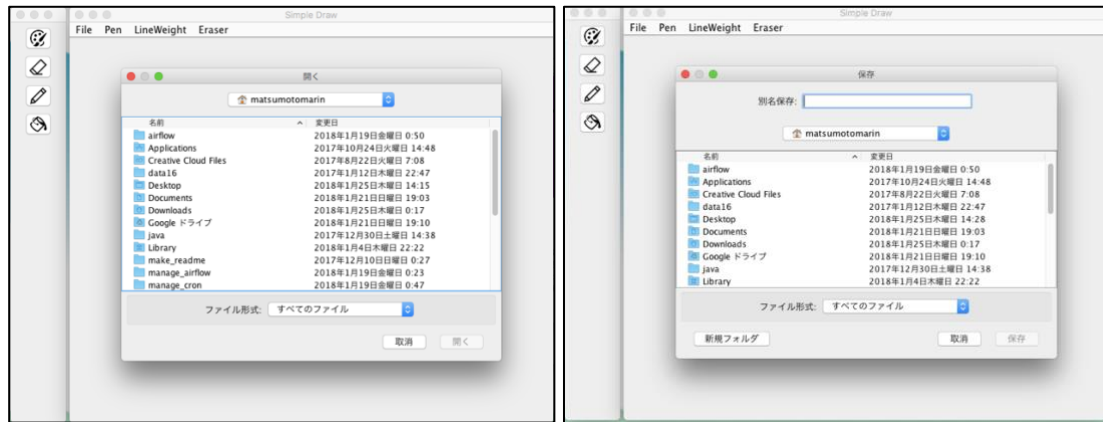 Simple Draw
File Pen LineWeight Eraser
開く
matsumotomarin
名前 変更日
airflow 2018年1月19日金曜日 0:50
Applications 2017年10月24日火曜日 14:48
Creative Cloud Files 2017年8月22日火曜日 7:08
data16 2017年1月12日木曜日 22:47
Desktop 2018年1月25日木曜日 14:15
Documents 2018年1月21日日曜日 19:03
Downloads 2018年1月25日木曜日 0:17
Google ドライブ 2018年1月21日日曜日 19:10
java 2017年12月30日土曜日 14:38
Library 2018年1月4日木曜日 22:22
make_readme 2017年12月10日日曜日 0:27
manage_airflow 2018年1月19日金曜日 0:23
manage_cron 2018年1月19日金曜日 0:47
ファイル形式: すべてのファイル
取消 開く
Simple Draw
File Pen LineWeight Eraser
保存
別名保存:
matsumotomarin
名前 変更日
airflow 2018年1月19日金曜日 0:50
Applications 2017年10月24日火曜日 14:48
Creative Cloud Files 2017年8月22日火曜日 7:08
data16 2017年1月12日木曜日 22:47
Desktop 2018年1月25日木曜日 14:28
Documents 2018年1月21日日曜日 19:03
Downloads 2018年1月25日木曜日 0:17
Google ドライブ 2018年1月21日日曜日 19:10
java 2017年12月30日土曜日 14:38
Library 2018年1月4日木曜日 22:22
ファイル形式: すべてのファイル
新規フォルダ 取消 保存